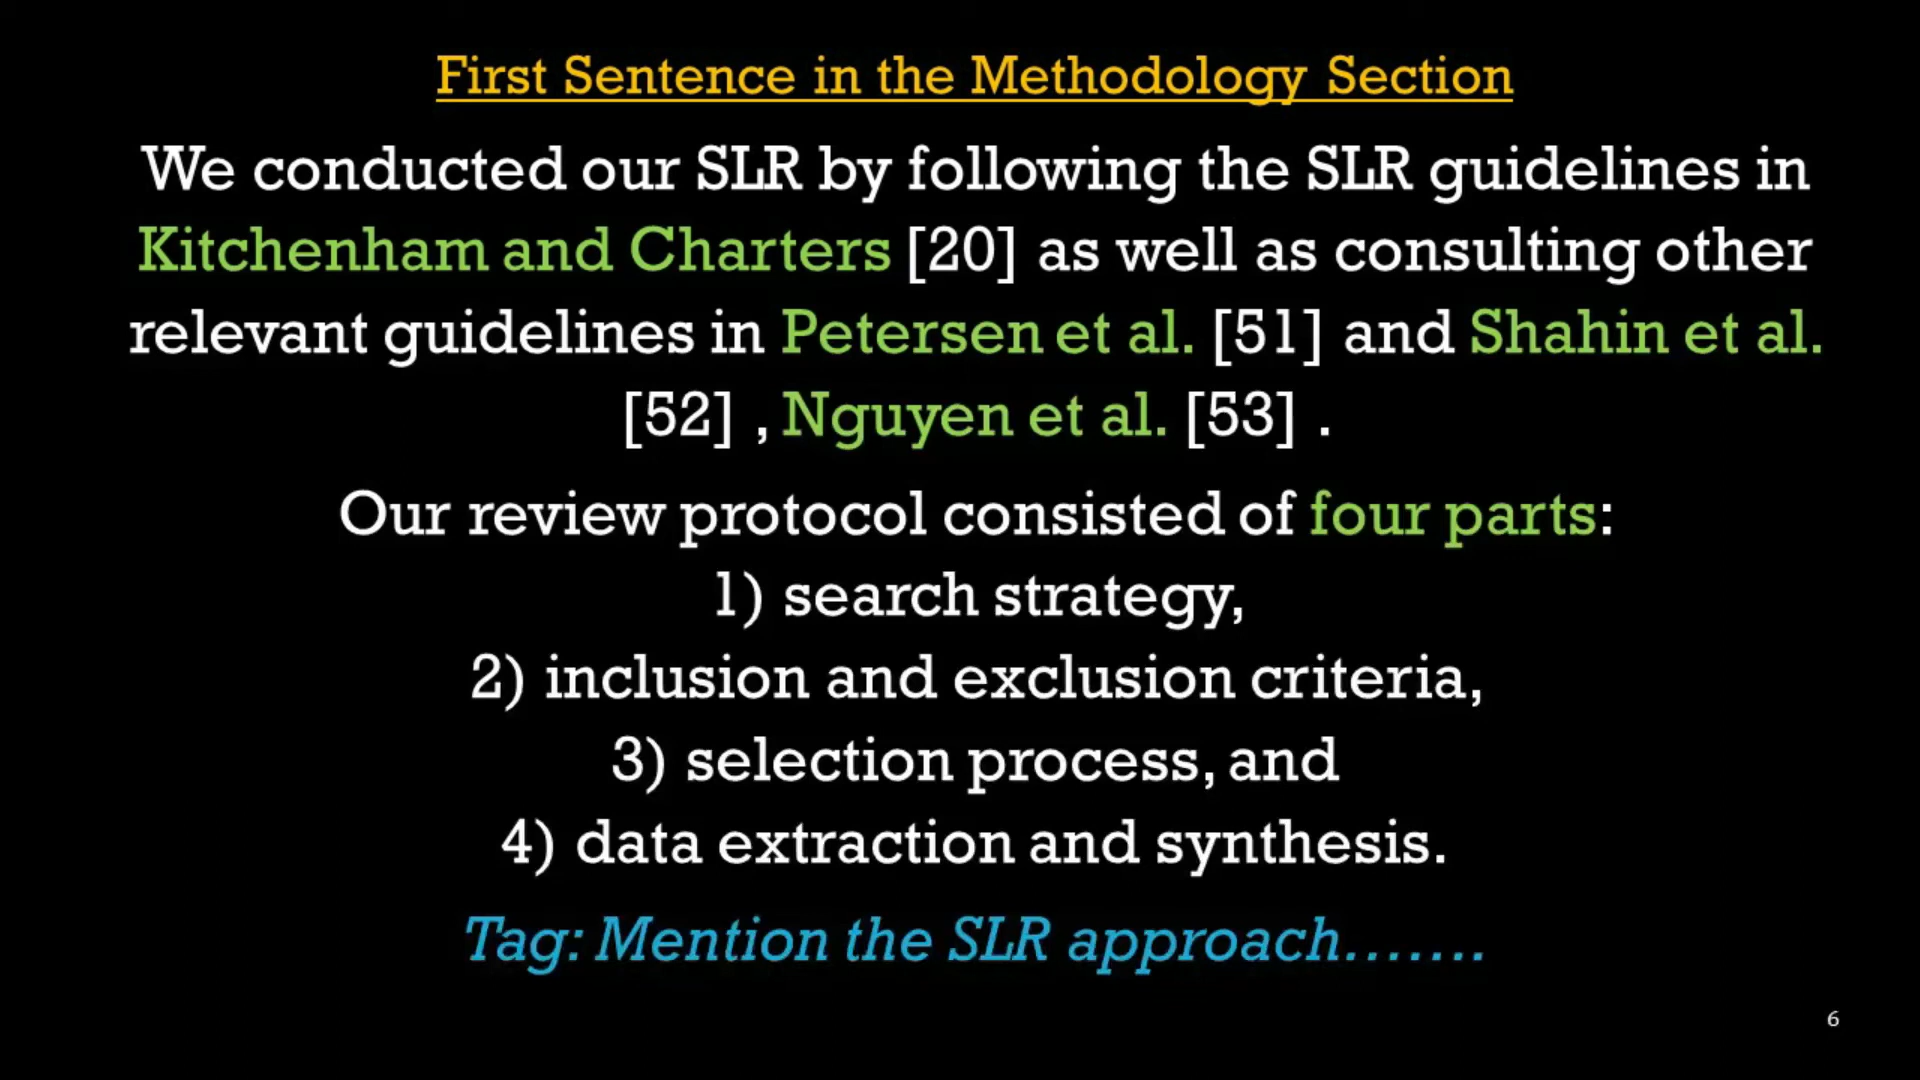 First Sentence in the Methodology Section
We conducted our SLR by following the SLR guidelines in
Kitchenham and Charters [20] as well as consulting other
relevant guidelines in Petersen et al. [51] and Shahin et al.
[52] , Nguyen et al. [53] .
Our review protocol consisted of four parts:
1) search strategy,
2) inclusion and exclusion criteria,
3) selection process, and
4) data extraction and synthesis.
Tag: Mention the SLR approach…….
6